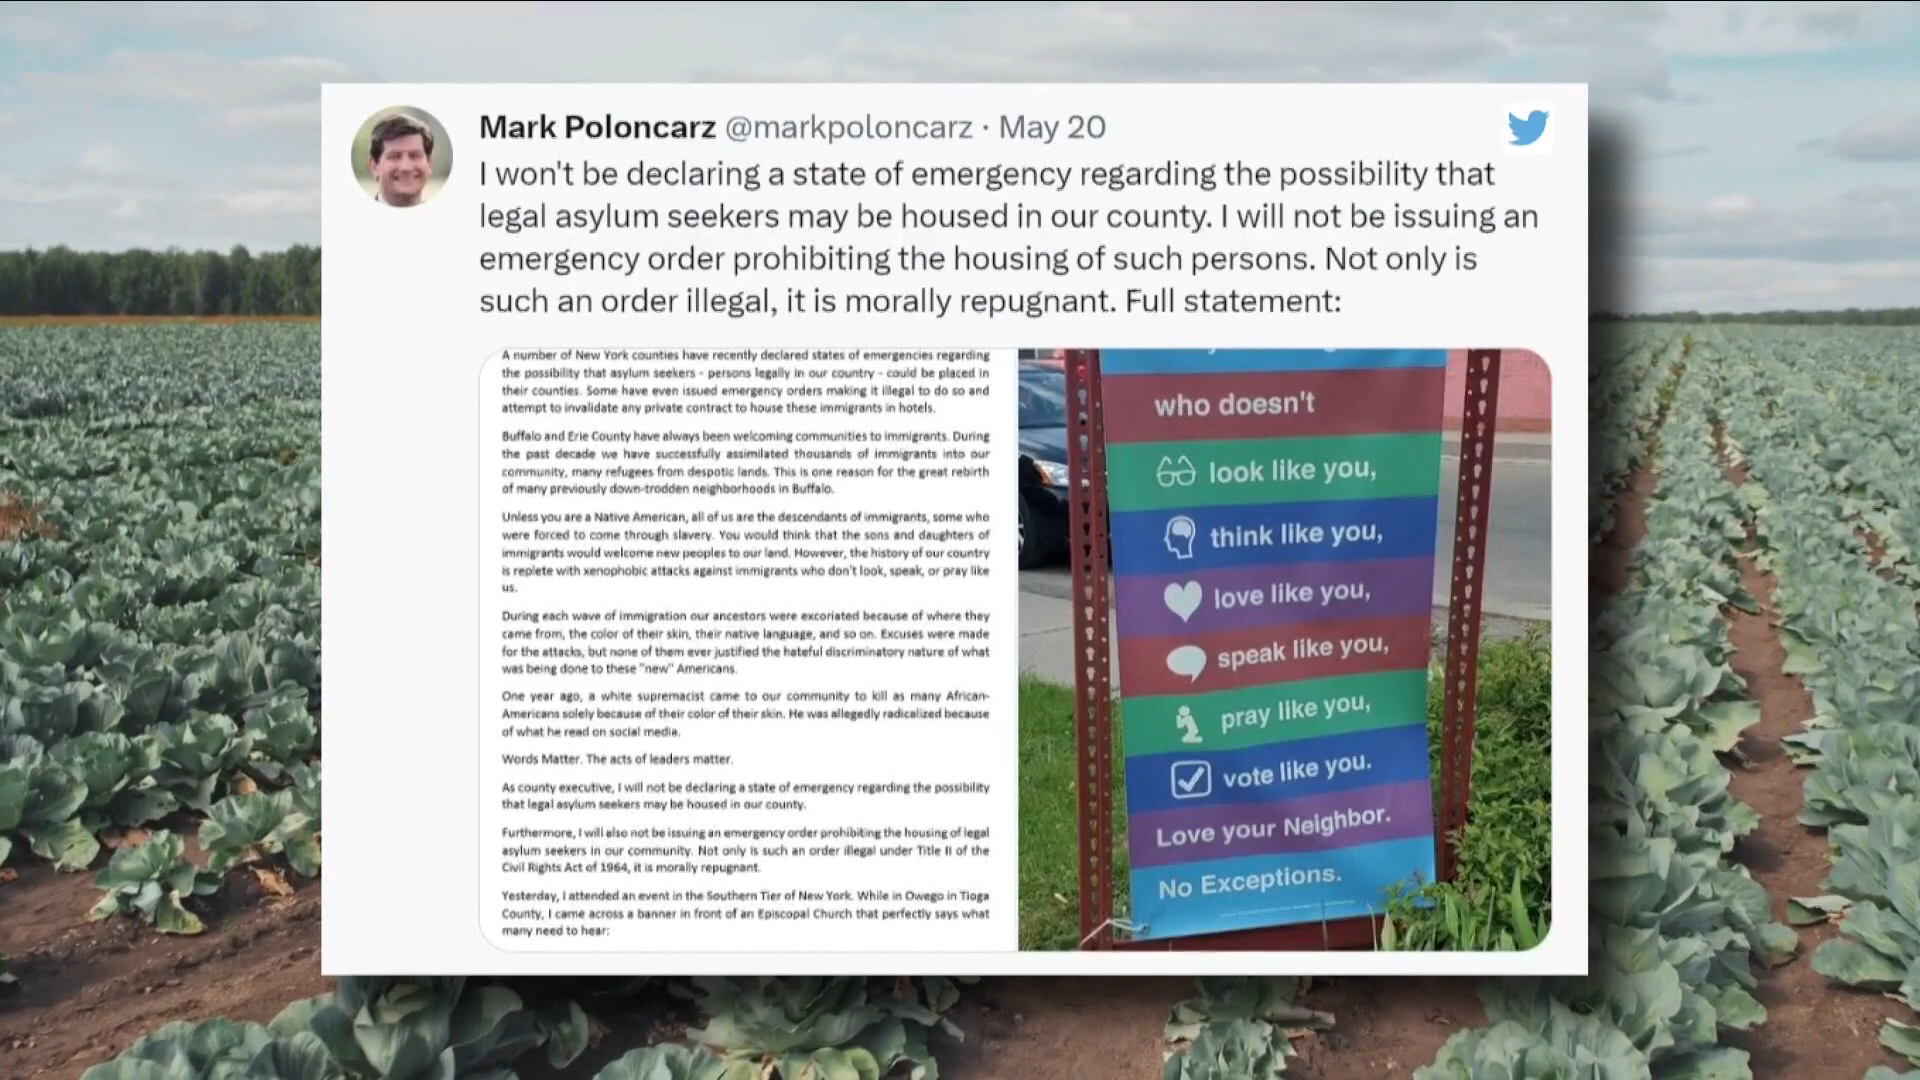 Mark Poloncarz @markpoloncarz · May 20
I won't be declaring a state of emergency regarding the possibility that
legal asylum seekers may be housed in our county. I will not be issuing an
emergency order prohibiting the housing of such persons. Not only is
such an order illegal, it is morally repugnant. Full statement:
A number of New York counties have recently declared states of emergencies regarding
the possibility that asylum seekers - persons legally in our country - could be placed in
their counties. Some have even issued emergency orders making it illegal to do so and
attempt to invalidate any private contract to house these immigrants in hotels.
Buffalo and Erie County have always been welcoming communities to immigrants. During
the past decade we have successfully assimilated thousands of immigrants into our
community, many refugees from despotic lands. This is one reason for the great rebirth
of many previously down-trodden neighborhoods in Buffalo.
Unless you are a Native American, all of us are the descendants of immigrants, some who
were forced to come through slavery. You would think that the sons and daughters of
immigrants would welcome new peoples to our land. However, the history of our country
is replete with xenophobic attacks against immigrants who don't look, speak, or pray like
us.
During each wave of immigration our ancestors were excoriated because of where they
came from, the color of their skin, their native language, and so on. Excuses were made
for the attacks, but none of them ever justified the hateful discriminatory nature of what
was being done to these "new" Americans.
One year ago, a white supremacist came to our community to kill as many African-
Americans solely because of their color of their skin. He was allegedly radicalized because
of what he read on social media.
Words Matter. The acts of leaders matter.
As county executive, I will not be declaring a state of emergency regarding the possibility
that legal asylum seekers may be housed in our county.
Furthermore, I will also not be issuing an emergency order prohibiting the housing of legal
asylum seekers in our community. Not only is such an order illegal under Title II of the
Civil Rights Act of 1964, it is morally repugnant.
Yesterday, I attended an event in the Southern Tier of New York. While in Owego in Tioga
County, I came across a banner in front of an Episcopal Church that perfectly says what
many need to hear:
who doesn't
look like you,
think like you,
love like you,
speak like you,
pray like you,
vote like you.
Love your Neighbor.
No Exceptions.